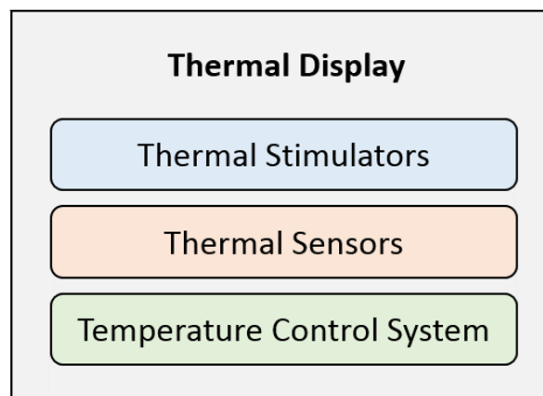 Thermal Display
Thermal Stimulators
Thermal Sensors
Temperature Control System